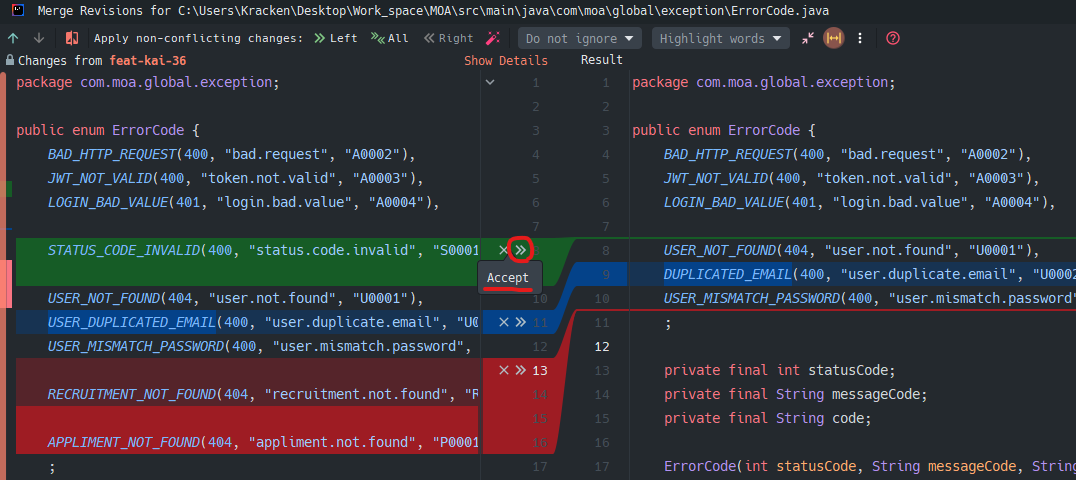 Merge Revisions for C:\Users\Kracken\Desktop\Work_space\MOA\src\main\java\com\moa\global\exception\ErrorCode.java
Apply non-conflicting changes: Left All Right Do not ignore Highlight words
Changes from feat-kai-36 Show Details Result
package com.moa.global.exception; 1 1 package com.moa.global.exception;
2 2
public enum ErrorCode { 3 3 public enum ErrorCode {
BAD_HTTP_REQUEST(400, "bad.request", "A0002"), 4 4 BAD_HTTP_REQUEST(400, "bad.request", "A0002"),
JWT_NOT_VALID(400, "token.not.valid", "A0003"), 5 5 JWT_NOT_VALID(400, "token.not.valid", "A0003"),
LOGIN_BAD_VALUE(401, "login.bad.value", "A0004"), 6 6 LOGIN_BAD_VALUE(401, "login.bad.value", "A0004"),
7 7
STATUS_CODE_INVALID(400, "status.code.invalid", "S0001 8 8 USER_NOT_FOUND(404, "user.not.found", "U0001"),
Accept 9 DUPLICATED_EMAIL(400, "user.duplicate.email", "U0002
USER_NOT_FOUND(404, "user.not.found", "U0001"), 10 10 USER_MISMATCH_PASSWORD(400, "user.mismatch.password"
USER_DUPLICATED_EMAIL(400, "user.duplicate.email", "U0 11 11 ;
USER_MISMATCH_PASSWORD(400, "user.mismatch.password", 12 12
13 13 private final int statusCode;
RECRUITMENT_NOT_FOUND(404, "recruitment.not.found", "R 14 14 private final String messageCode;
15 15 private final String code;
APPLIMENT_NOT_FOUND(404, "appliment.not.found", "P0001 16 16
; 17 17 ErrorCode(int statusCode, String messageCode, String